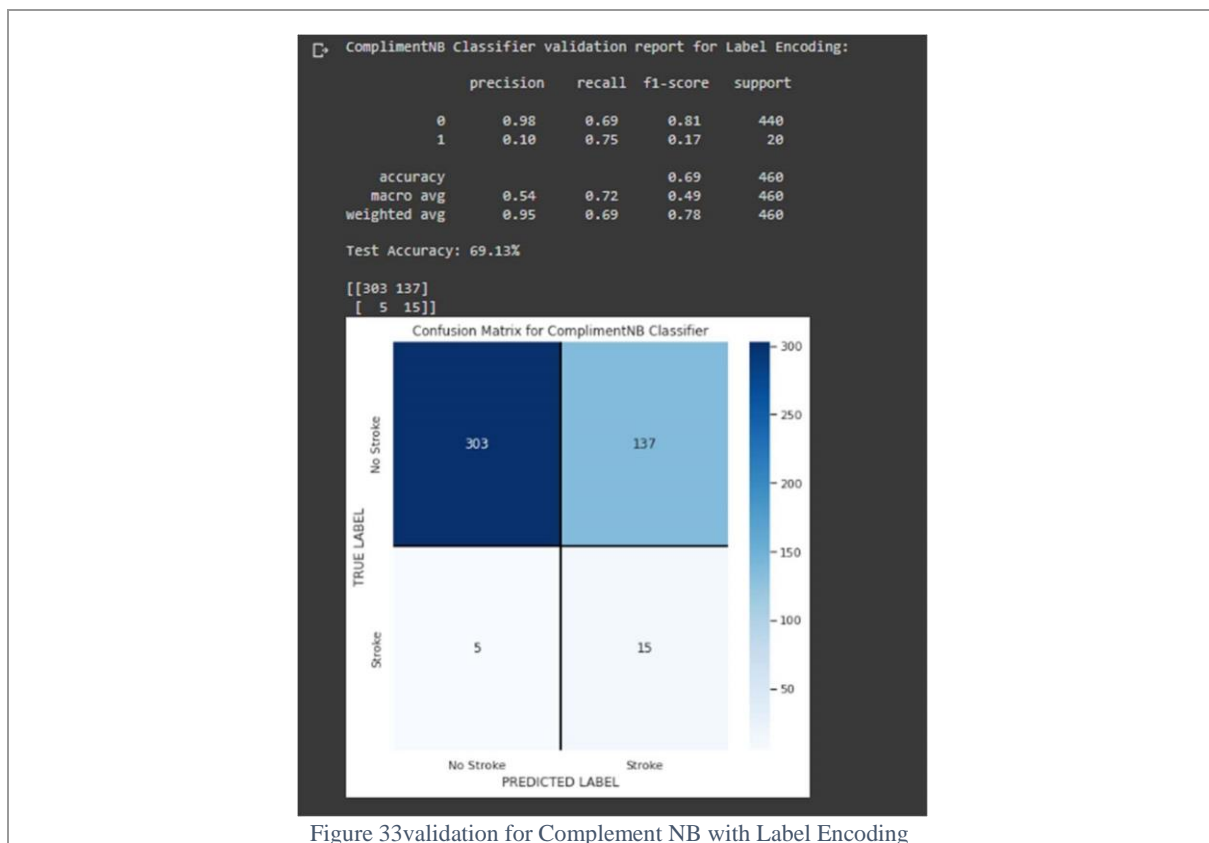 ComplimentNB Classifier validation report for Label Encoding:
precision recall f1-score support
0 0.98 0.69 0.81 440
1 0.10 0.75 0.17 20
accuracy 0.69 460
macro avg 0.54 0.72 0.49 460
weighted avg 0.95 0.69 0.78 460
Test Accuracy: 69.13%
[[303 137]
[ 5 15]]
Confusion Matrix for ComplimentNB Classifier
300
250
200
150
100
50
No Stroke
303 137
TRUE LABEL
Stroke
5 15
No Stroke Stroke
PREDICTED LABEL
Figure 33validation for Complement NB with Label Encoding